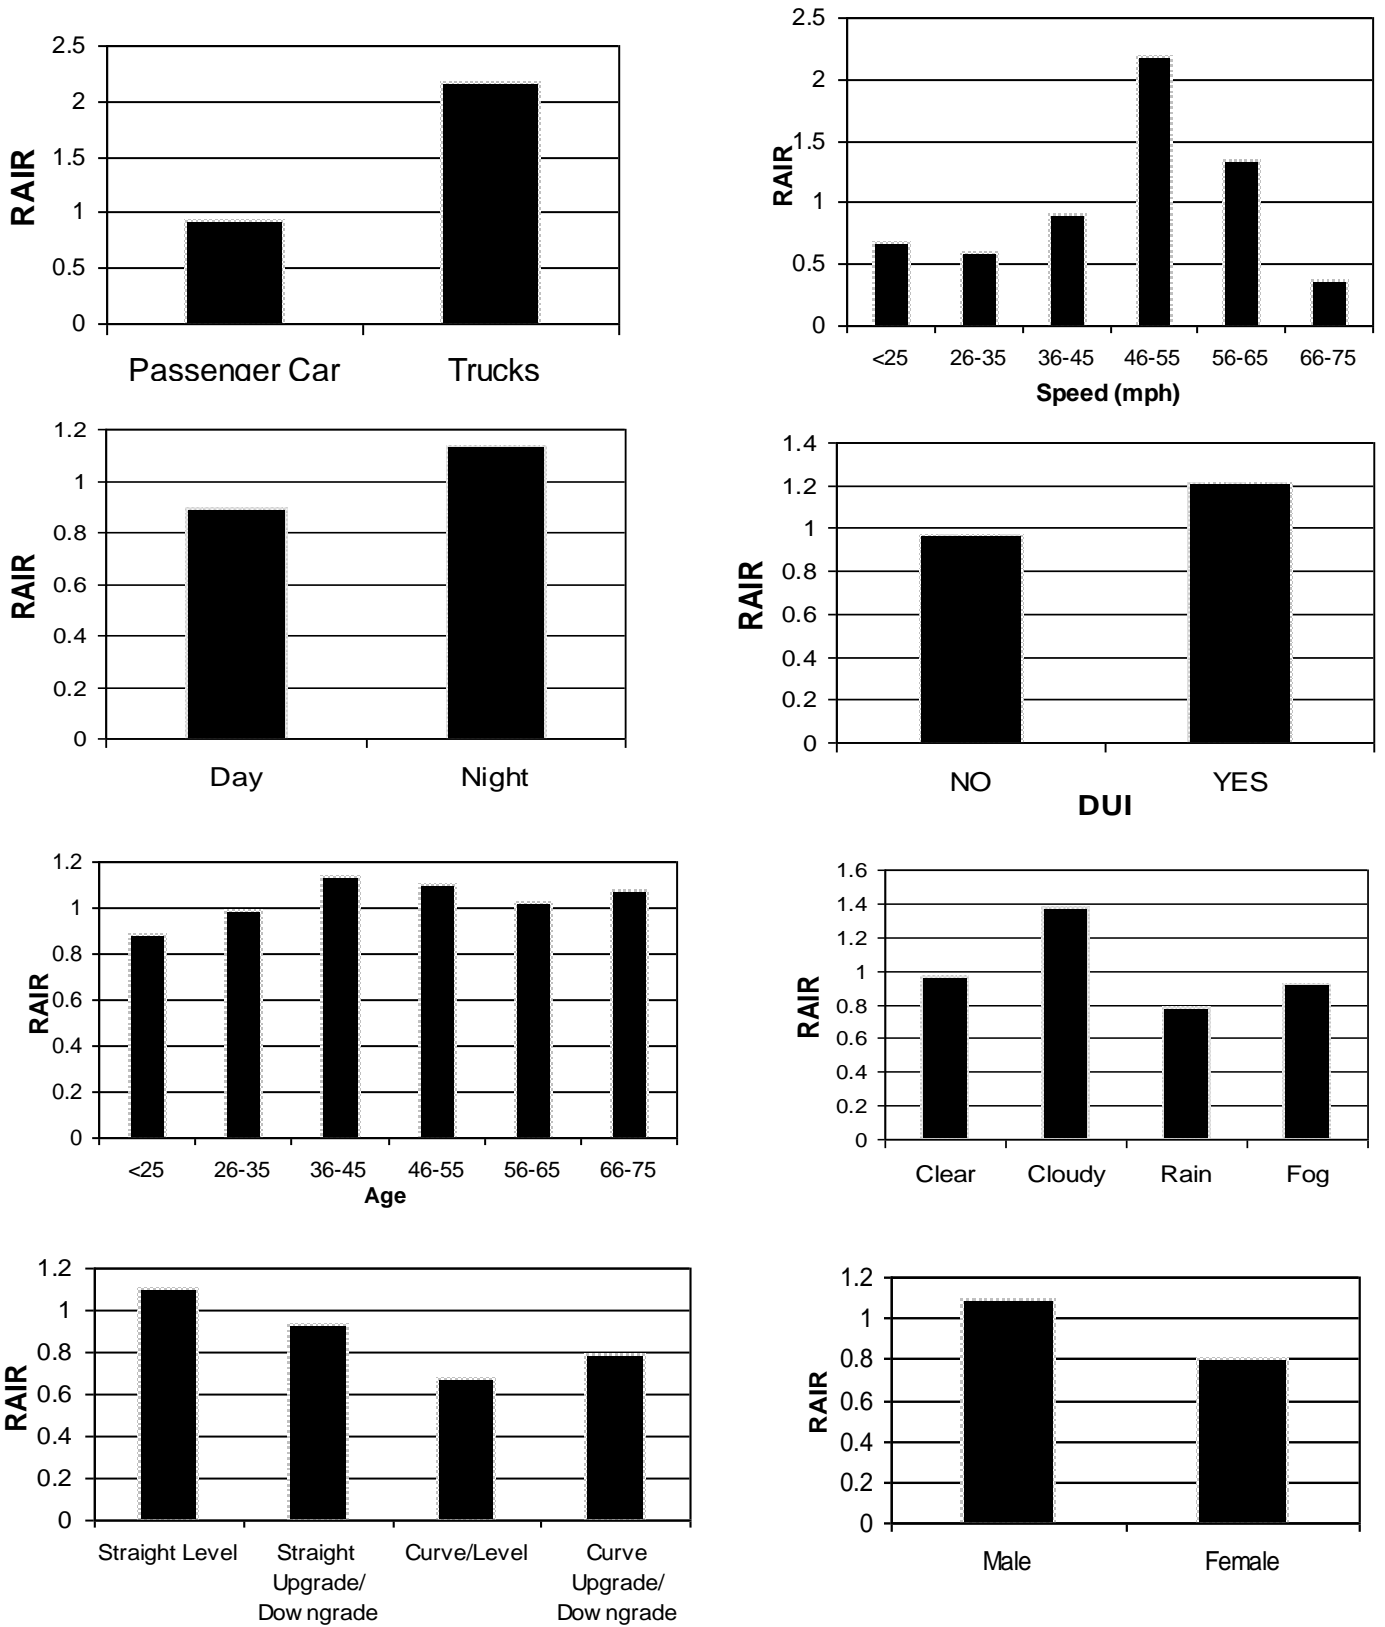 2.5
2
1.5
1
0.5
0
RAIR
Passenger Car Trucks
2.5
2
1.5
1
0.5
0
RAIR
<25 26-35 36-45 46-55 56-65 66-75
Speed (mph)
1.2
1
0.8
0.6
0.4
0.2
0
RAIR
Day Night
1.4
1.2
1
0.8
0.6
0.4
0.2
0
RAIR
NO YES
DUI
1.2
1
0.8
0.6
0.4
0.2
0
RAIR
<25 26-35 36-45 46-55 56-65 66-75
Age
1.6
1.4
1.2
1
0.8
0.6
0.4
0.2
0
RAIR
Clear Cloudy Rain Fog
1.2
1
0.8
0.6
0.4
0.2
0
RAIR
Straight Level Straight Curve/Level Curve
Upgrade/ Upgrade/
Downgrade Downgrade
1.2
1
0.8
0.6
0.4
0.2
0
RAIR
Male Female